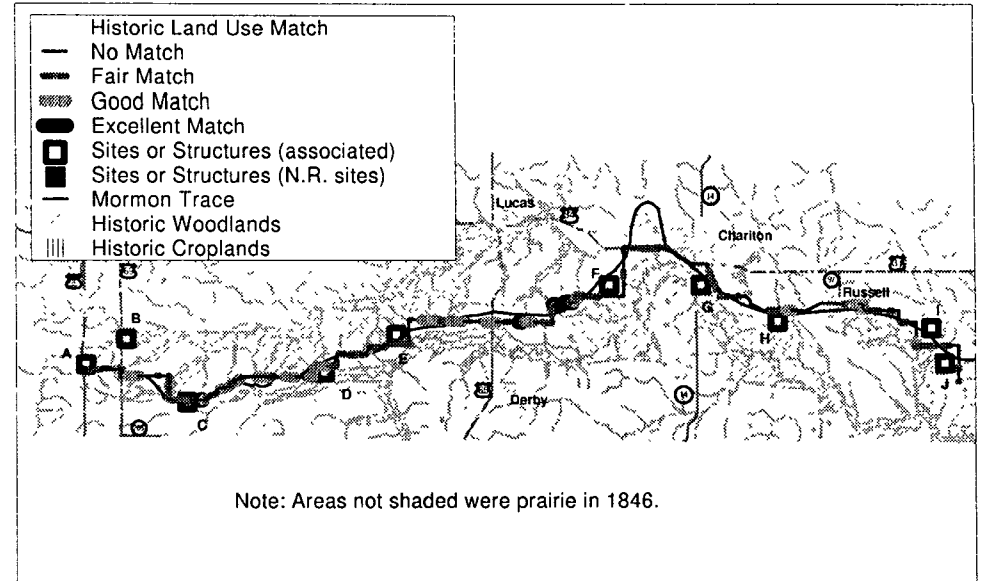 Historic Land Use Match
No Match
Fair Match
Good Match
Excellent Match
Sites or Structures (associated)
Sites or Structures (N.R. sites)
Mormon Trace
Historic Woodlands
Historic Croplands
Lucas
14
Chariton
F
Russell
G
B
A
E
H
D
C
Derby
14
J
Note: Areas not shaded were prairie in 1846.